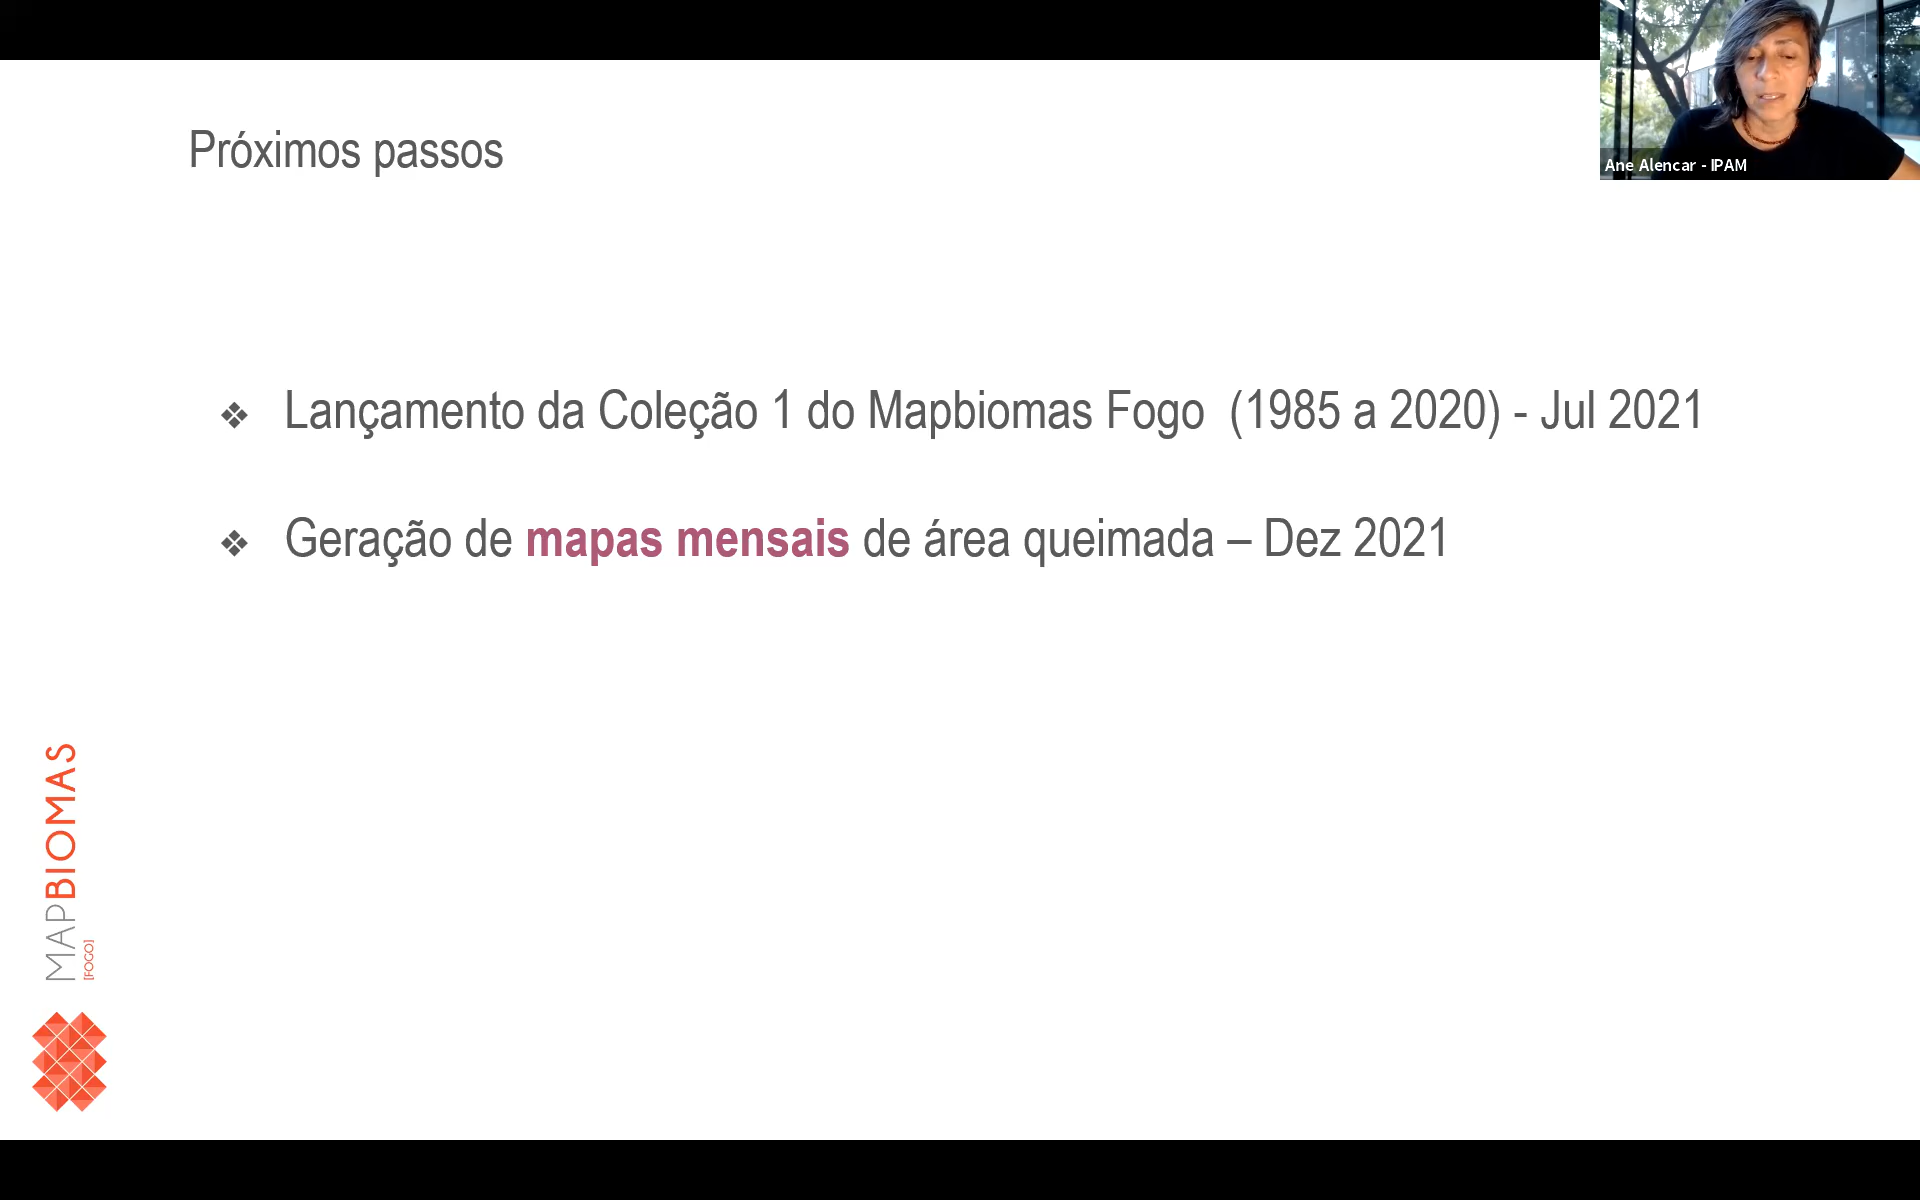 Próximos passos
Ane Alencar - IPAM
❖ Lançamento da Coleção 1 do Mapbiomas Fogo (1985 a 2020) - Jul 2021
❖ Geração de mapas mensais de área queimada – Dez 2021
MAPBIOMAS
[FOGO]